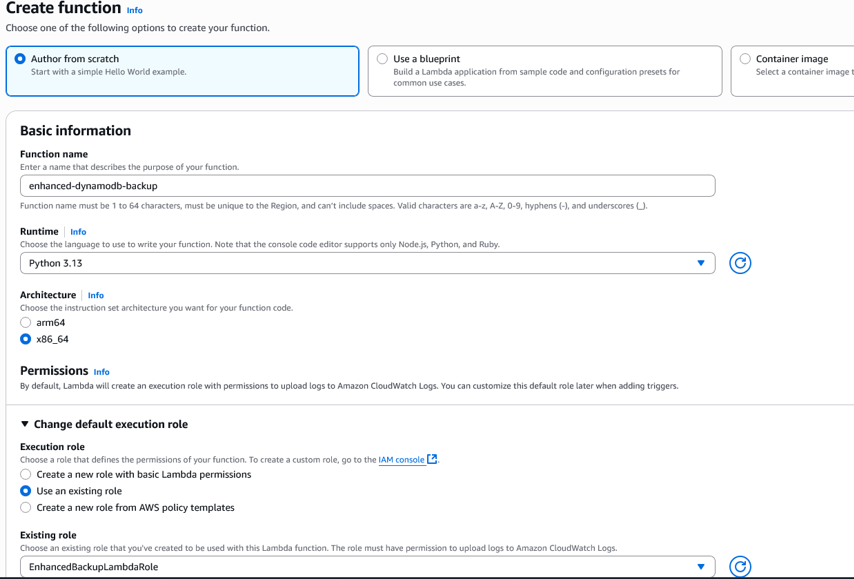 Create function Info
Choose one of the following options to create your function.
Author from scratch
Start with a simple Hello World example.
Use a blueprint
Build a Lambda application from sample code and configuration presets for
common use cases.
Container image
Select a container image t
Basic information
Function name
Enter a name that describes the purpose of your function.
enhanced-dynamodb-backup
Function name must be 1 to 64 characters, must be unique to the Region, and can't include spaces. Valid characters are a-z, A-Z, 0-9, hyphens (-), and underscores (_).
Runtime Info
Choose the language to use to write your function. Note that the console code editor supports only Node.js, Python, and Ruby.
Python 3.13
Architecture Info
Choose the instruction set architecture you want for your function code.
arm64
x86_64
Permissions Info
By default, Lambda will create an execution role with permissions to upload logs to Amazon CloudWatch Logs. You can customize this default role later when adding triggers.
Change default execution role
Execution role
Choose a role that defines the permissions of your function. To create a custom role, go to the IAM console.
Create a new role with basic Lambda permissions
Use an existing role
Create a new role from AWS policy templates
Existing role
Choose an existing role that you've created to be used with this Lambda function. The role must have permission to upload logs to Amazon CloudWatch Logs.
EnhancedBackupLambdaRole